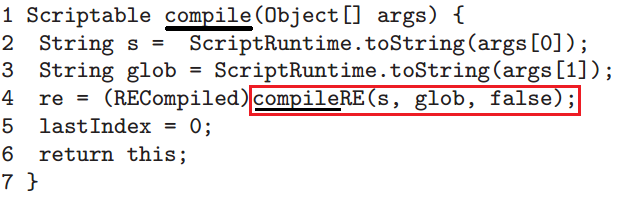 1 Scriptable compile(Object[] args) {
2  String s =  ScriptRuntime.toString(args[0]);
3  String glob = ScriptRuntime.toString(args[1]);
4  re = (RECompiled)compileRE(s, glob, false);
5  lastIndex = 0;
6  return this;
7 }